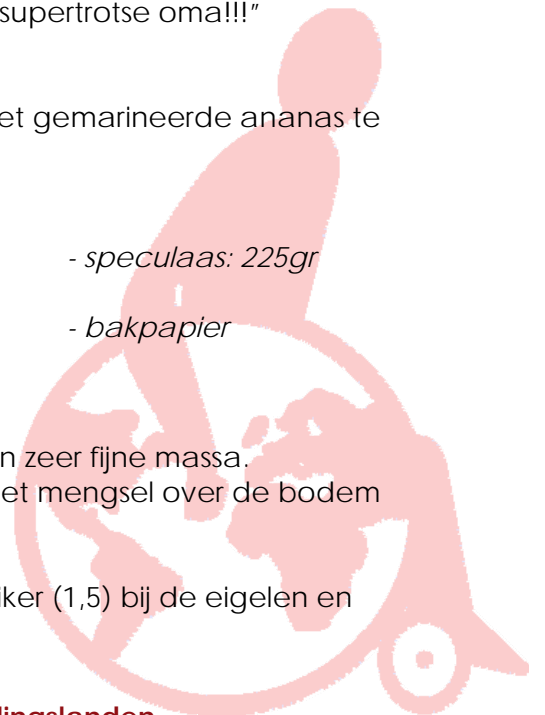 supertrotse oma!!!"
et gemarineerde ananas te
- speculaas: 225gr
- bakpapier
n zeer fijne massa.
et mengsel over de bodem
iker (1,5) bij de eigelen en